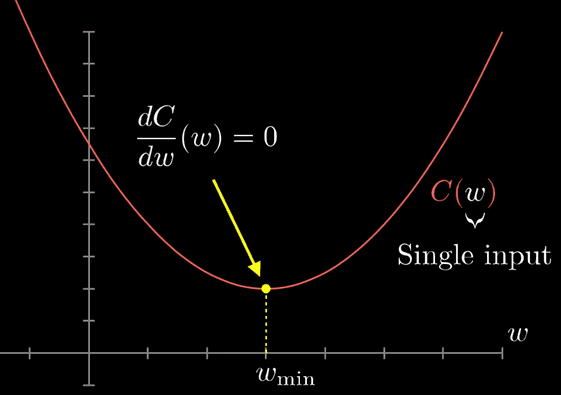 dC/dw (w) = 0
C(w)
Single input
w
w_min